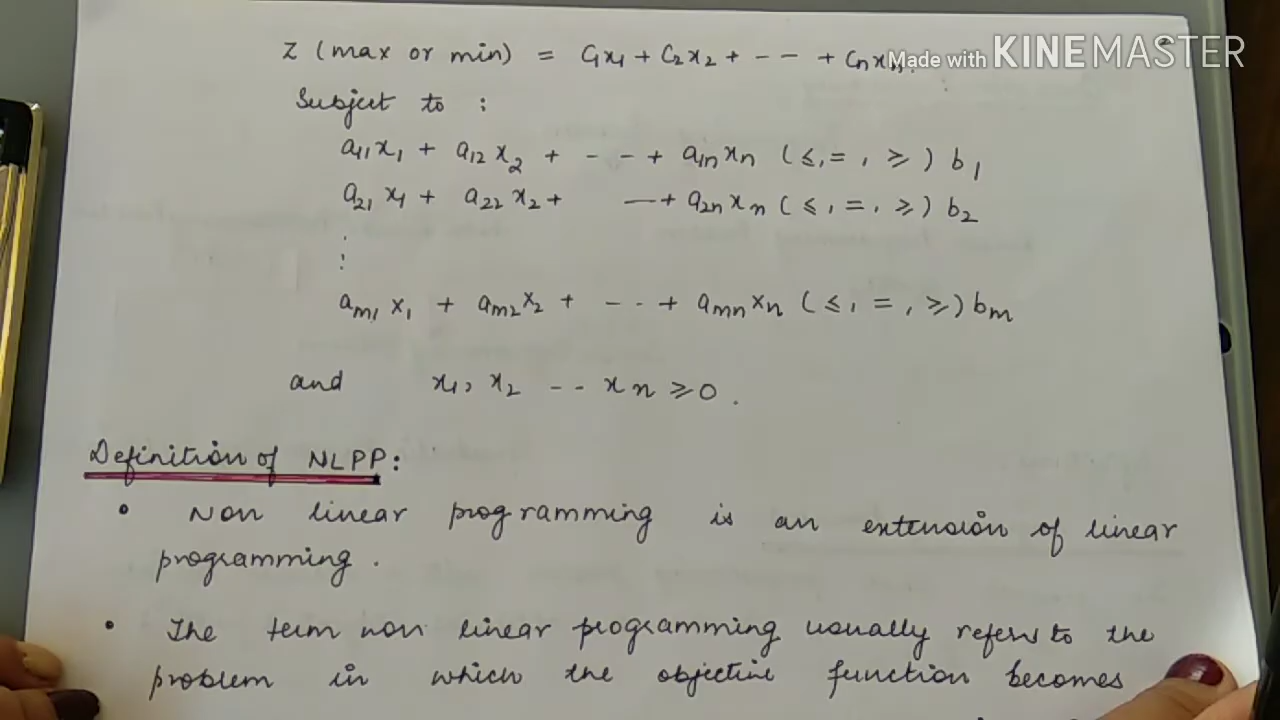 Z (max or min) = C1x1 + C2x2 + -- -- + Cnxn.
Made with KINEMASTER
Subject to :
a11x1 + a12x2 + - - + a1nxn (≤, =, ≥) b1
a21x1 + a22x2 + — + a2nxn (≤, =, ≥) b2
:
am1x1 + am2x2 + - - + amnxn (≤, =, ≥) bm
and x1, x2 -- xn ≥ 0.
Definition of NLPP:
• Non linear programming is an extension of linear
programming.
• The term non linear programming usually refers to the
problem in which the objective function becomes